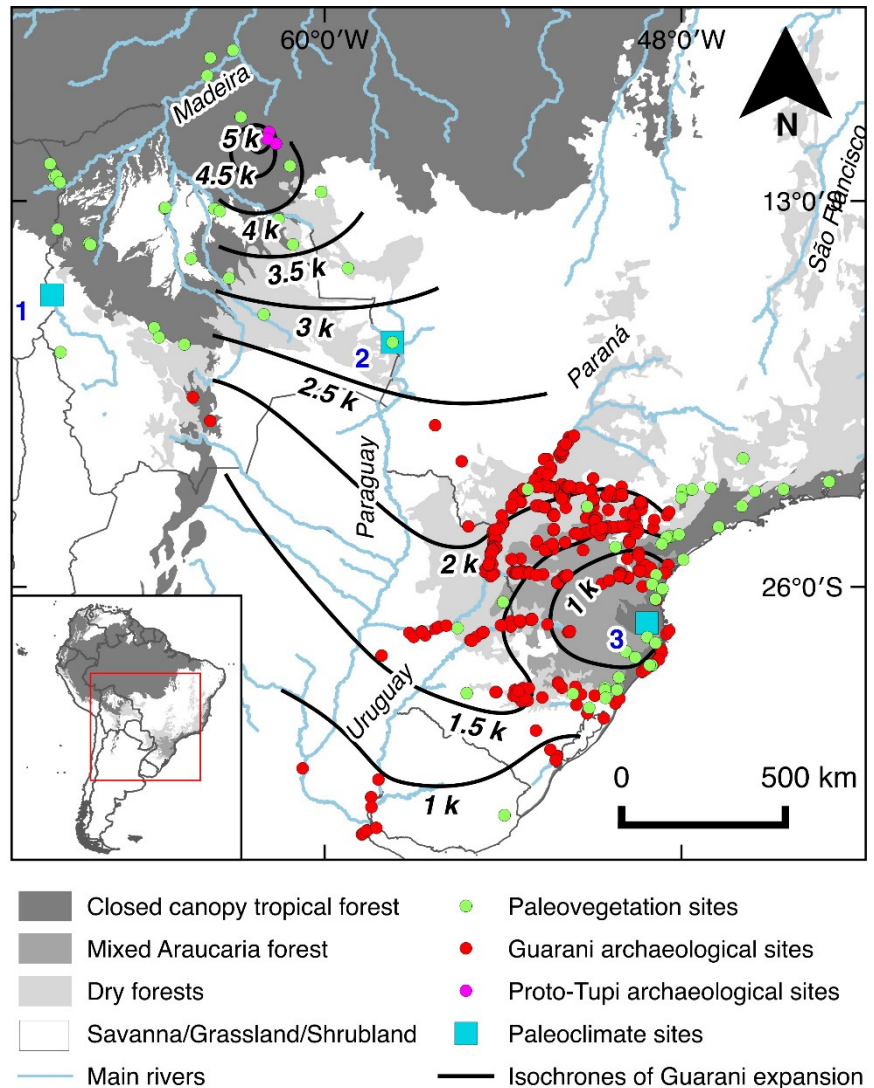 60°0'W
48°0'W
Madeira
N
5 k
4.5 k
São Francisco
13°0'
4 k
3.5 k
1
3 k
2
2.5 k
Paraná
Paraguay
2 k
26°0'S
1 k
3
Uruguay
1.5 k
0
500 km
1 k
Closed canopy tropical forest
Paleovegetation sites
Mixed Araucaria forest
Guarani archaeological sites
Dry forests
Proto-Tupi archaeological sites
Savanna/Grassland/Shrubland
Paleoclimate sites
Main rivers
Isochrones of Guarani expansion